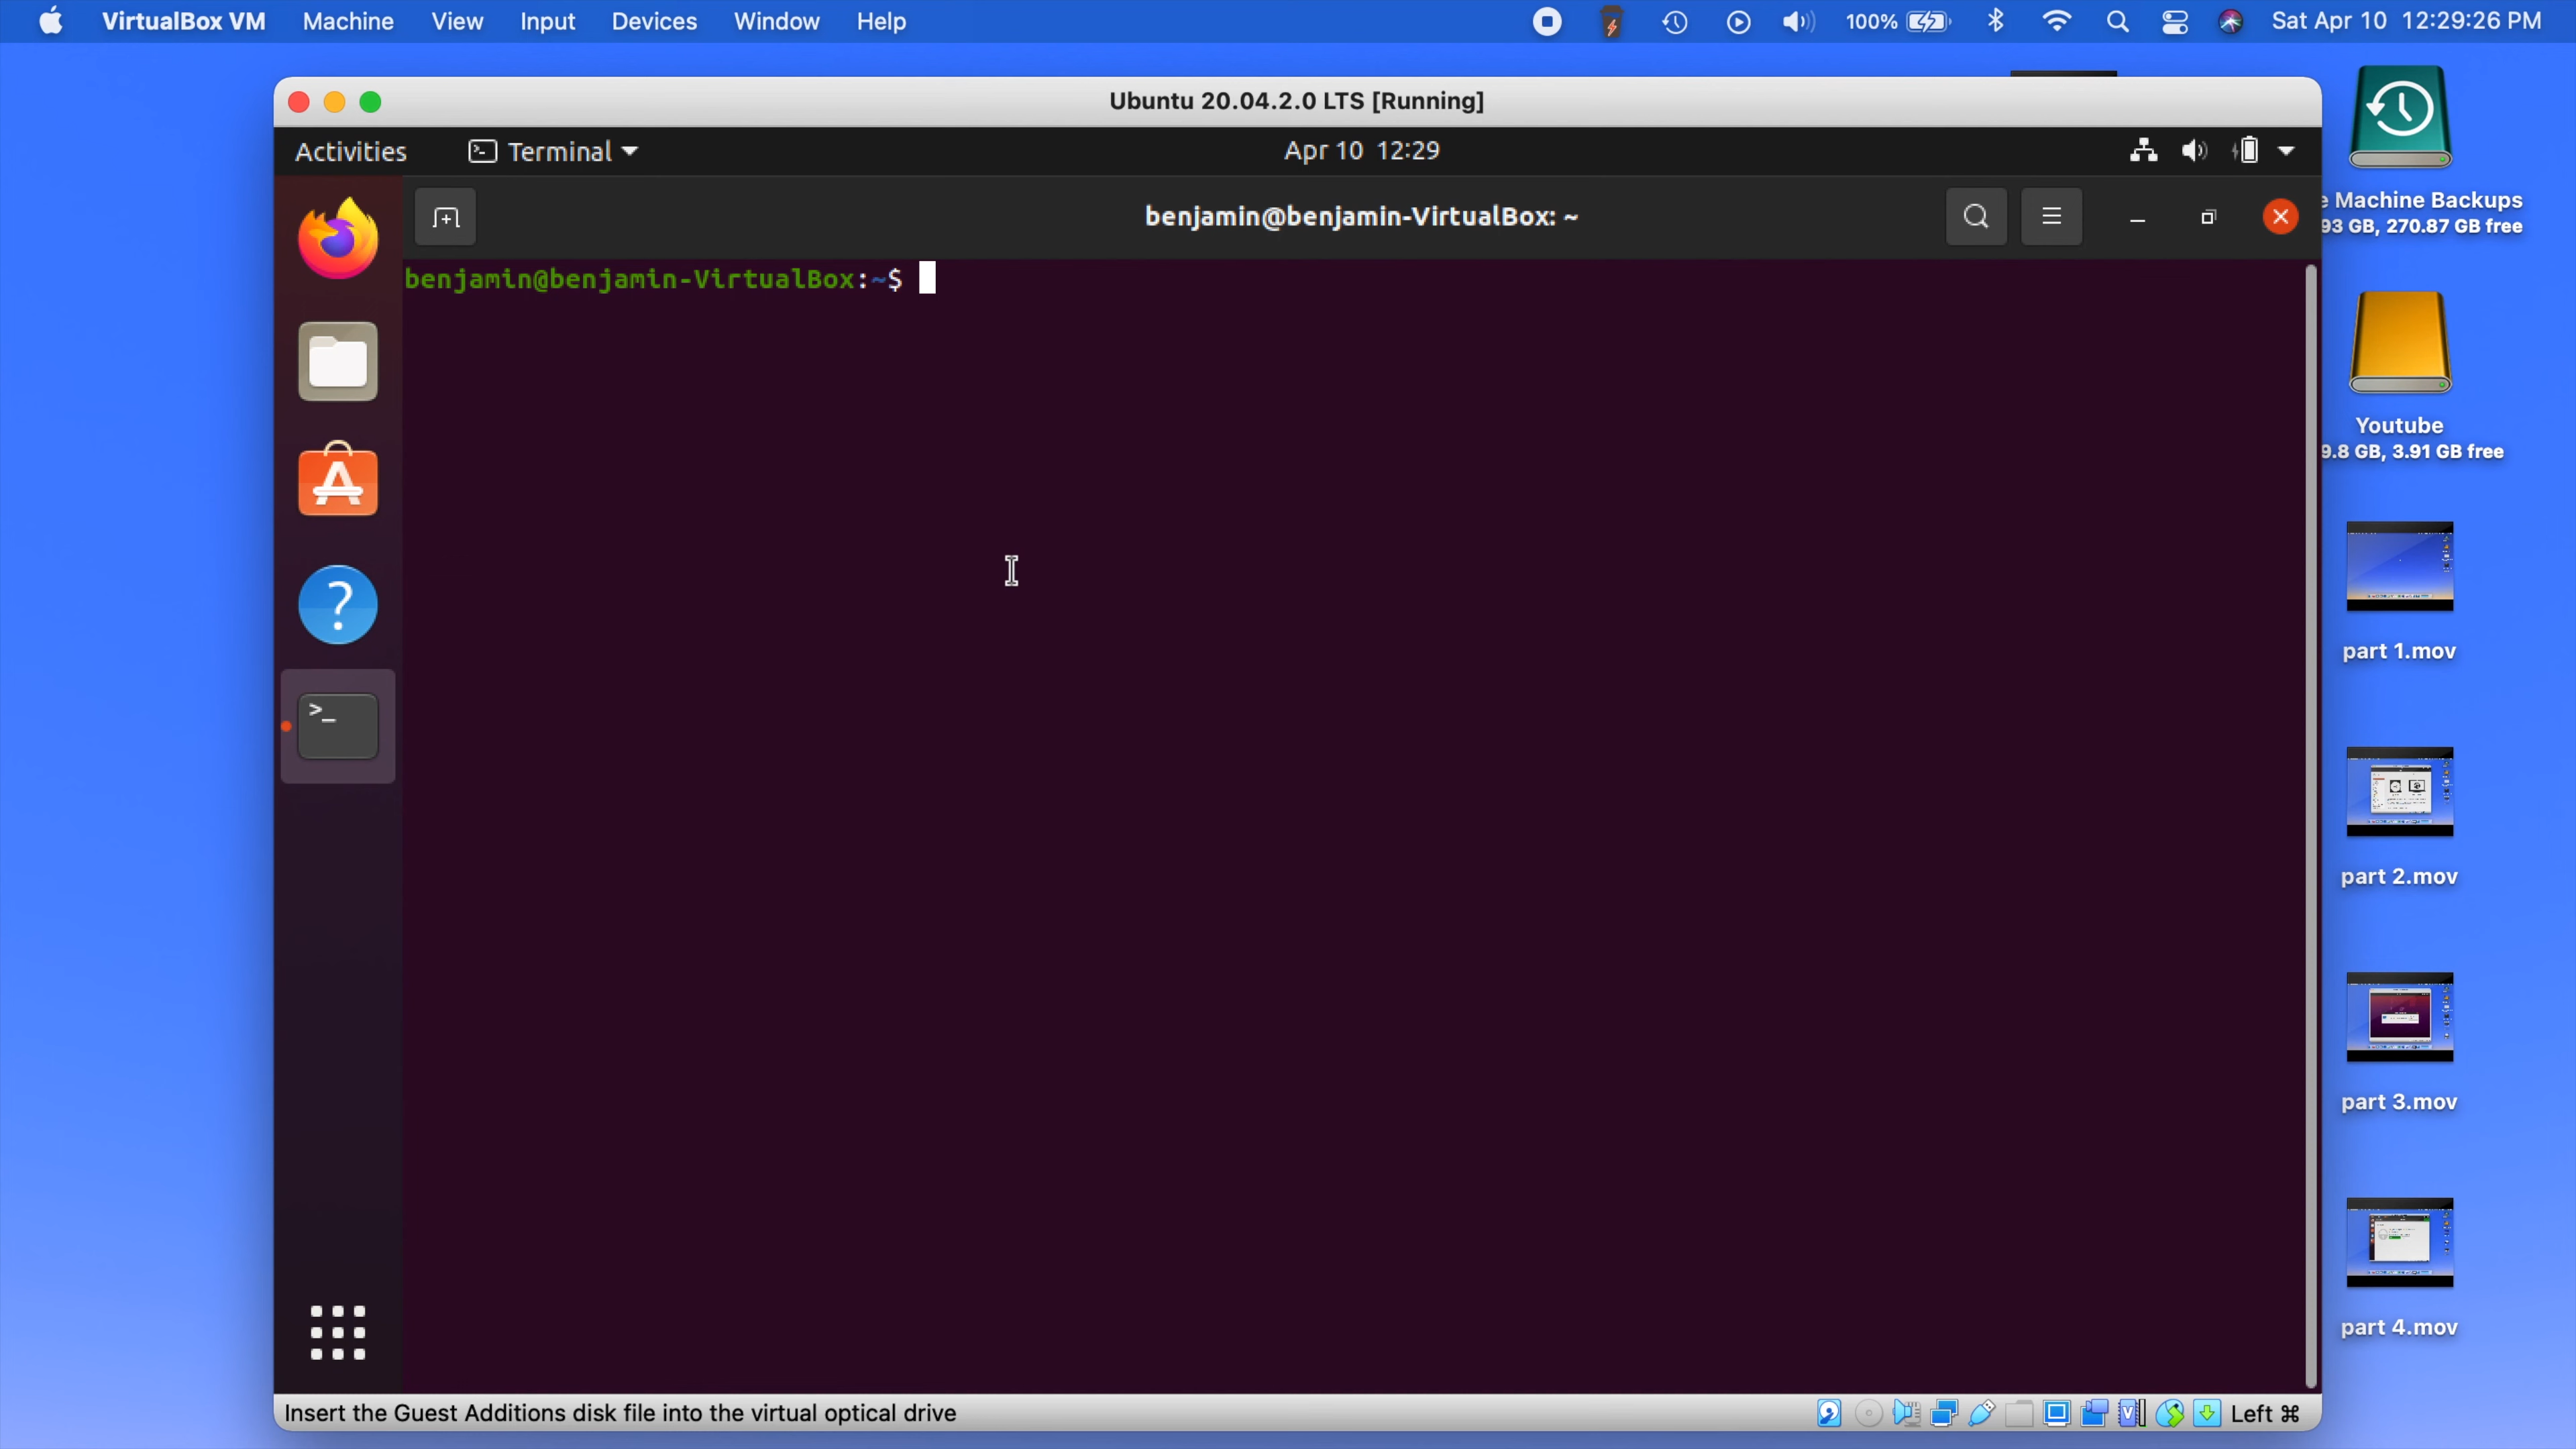 VirtualBox VM Machine View Input Devices Window Help 100% Sat Apr 10 12:29:26 PM
Ubuntu 20.04.2.0 LTS [Running]
Activities Terminal Apr 10 12:29
benjamin@benjamin-VirtualBox: ~
benjamin@benjamin-VirtualBox:~$
e Machine Backups
93 GB, 270.87 GB free
Youtube
9.8 GB, 3.91 GB free
part 1.mov
part 2.mov
part 3.mov
part 4.mov
Insert the Guest Additions disk file into the virtual optical drive Left ⌘